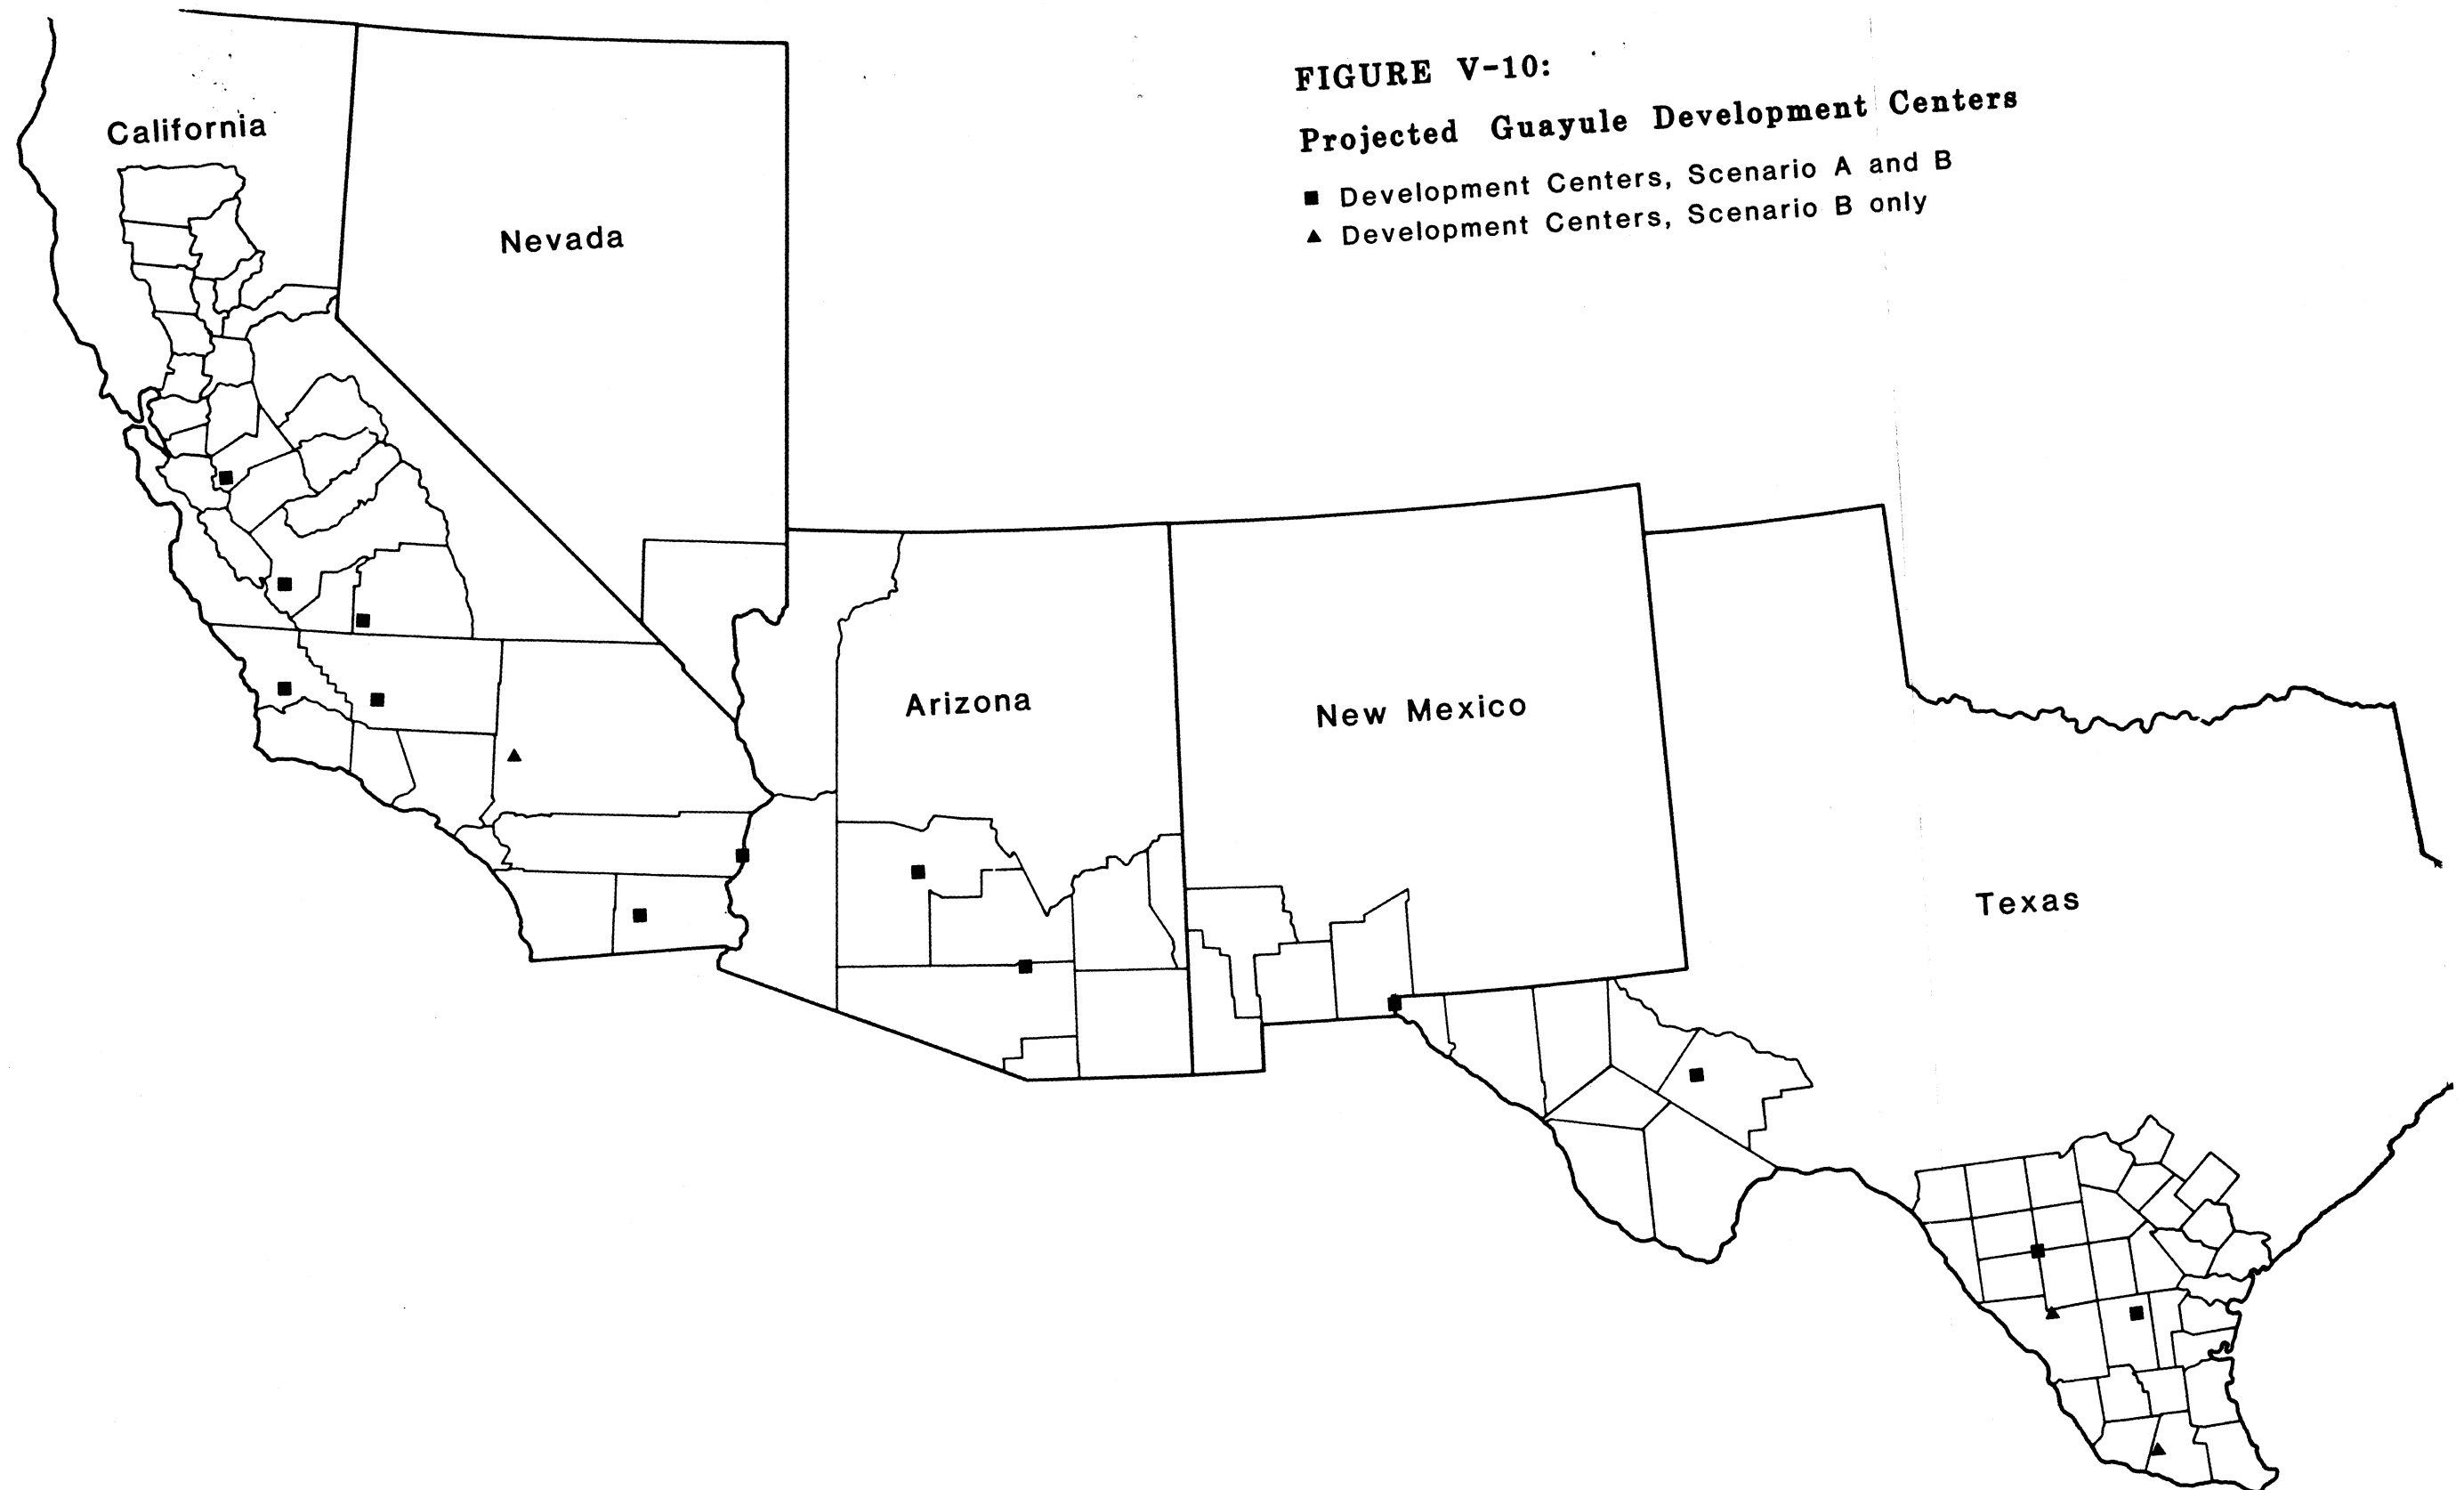 FIGURE V-10:
Projected Guayule Development Centers
■ Development Centers, Scenario A and B
▲ Development Centers, Scenario B only
California
Nevada
Arizona
New Mexico
Texas